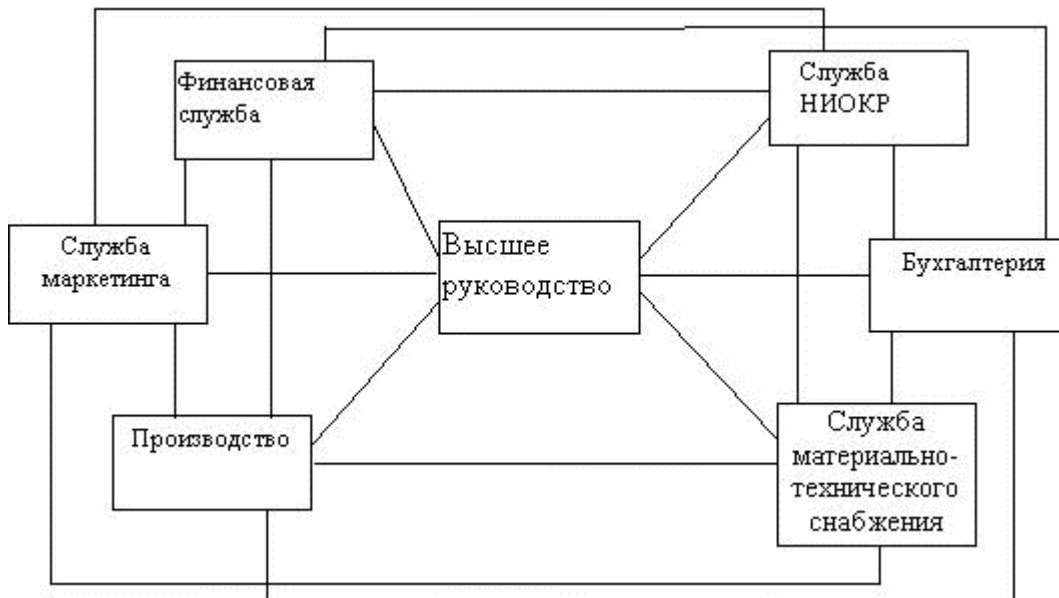 Финансовая
служба
Служба
НИОКР
Служба
маркетинга
Высшее
руководство
Бухгалтерия
Производство
Служба
материально-
технического
снабжения